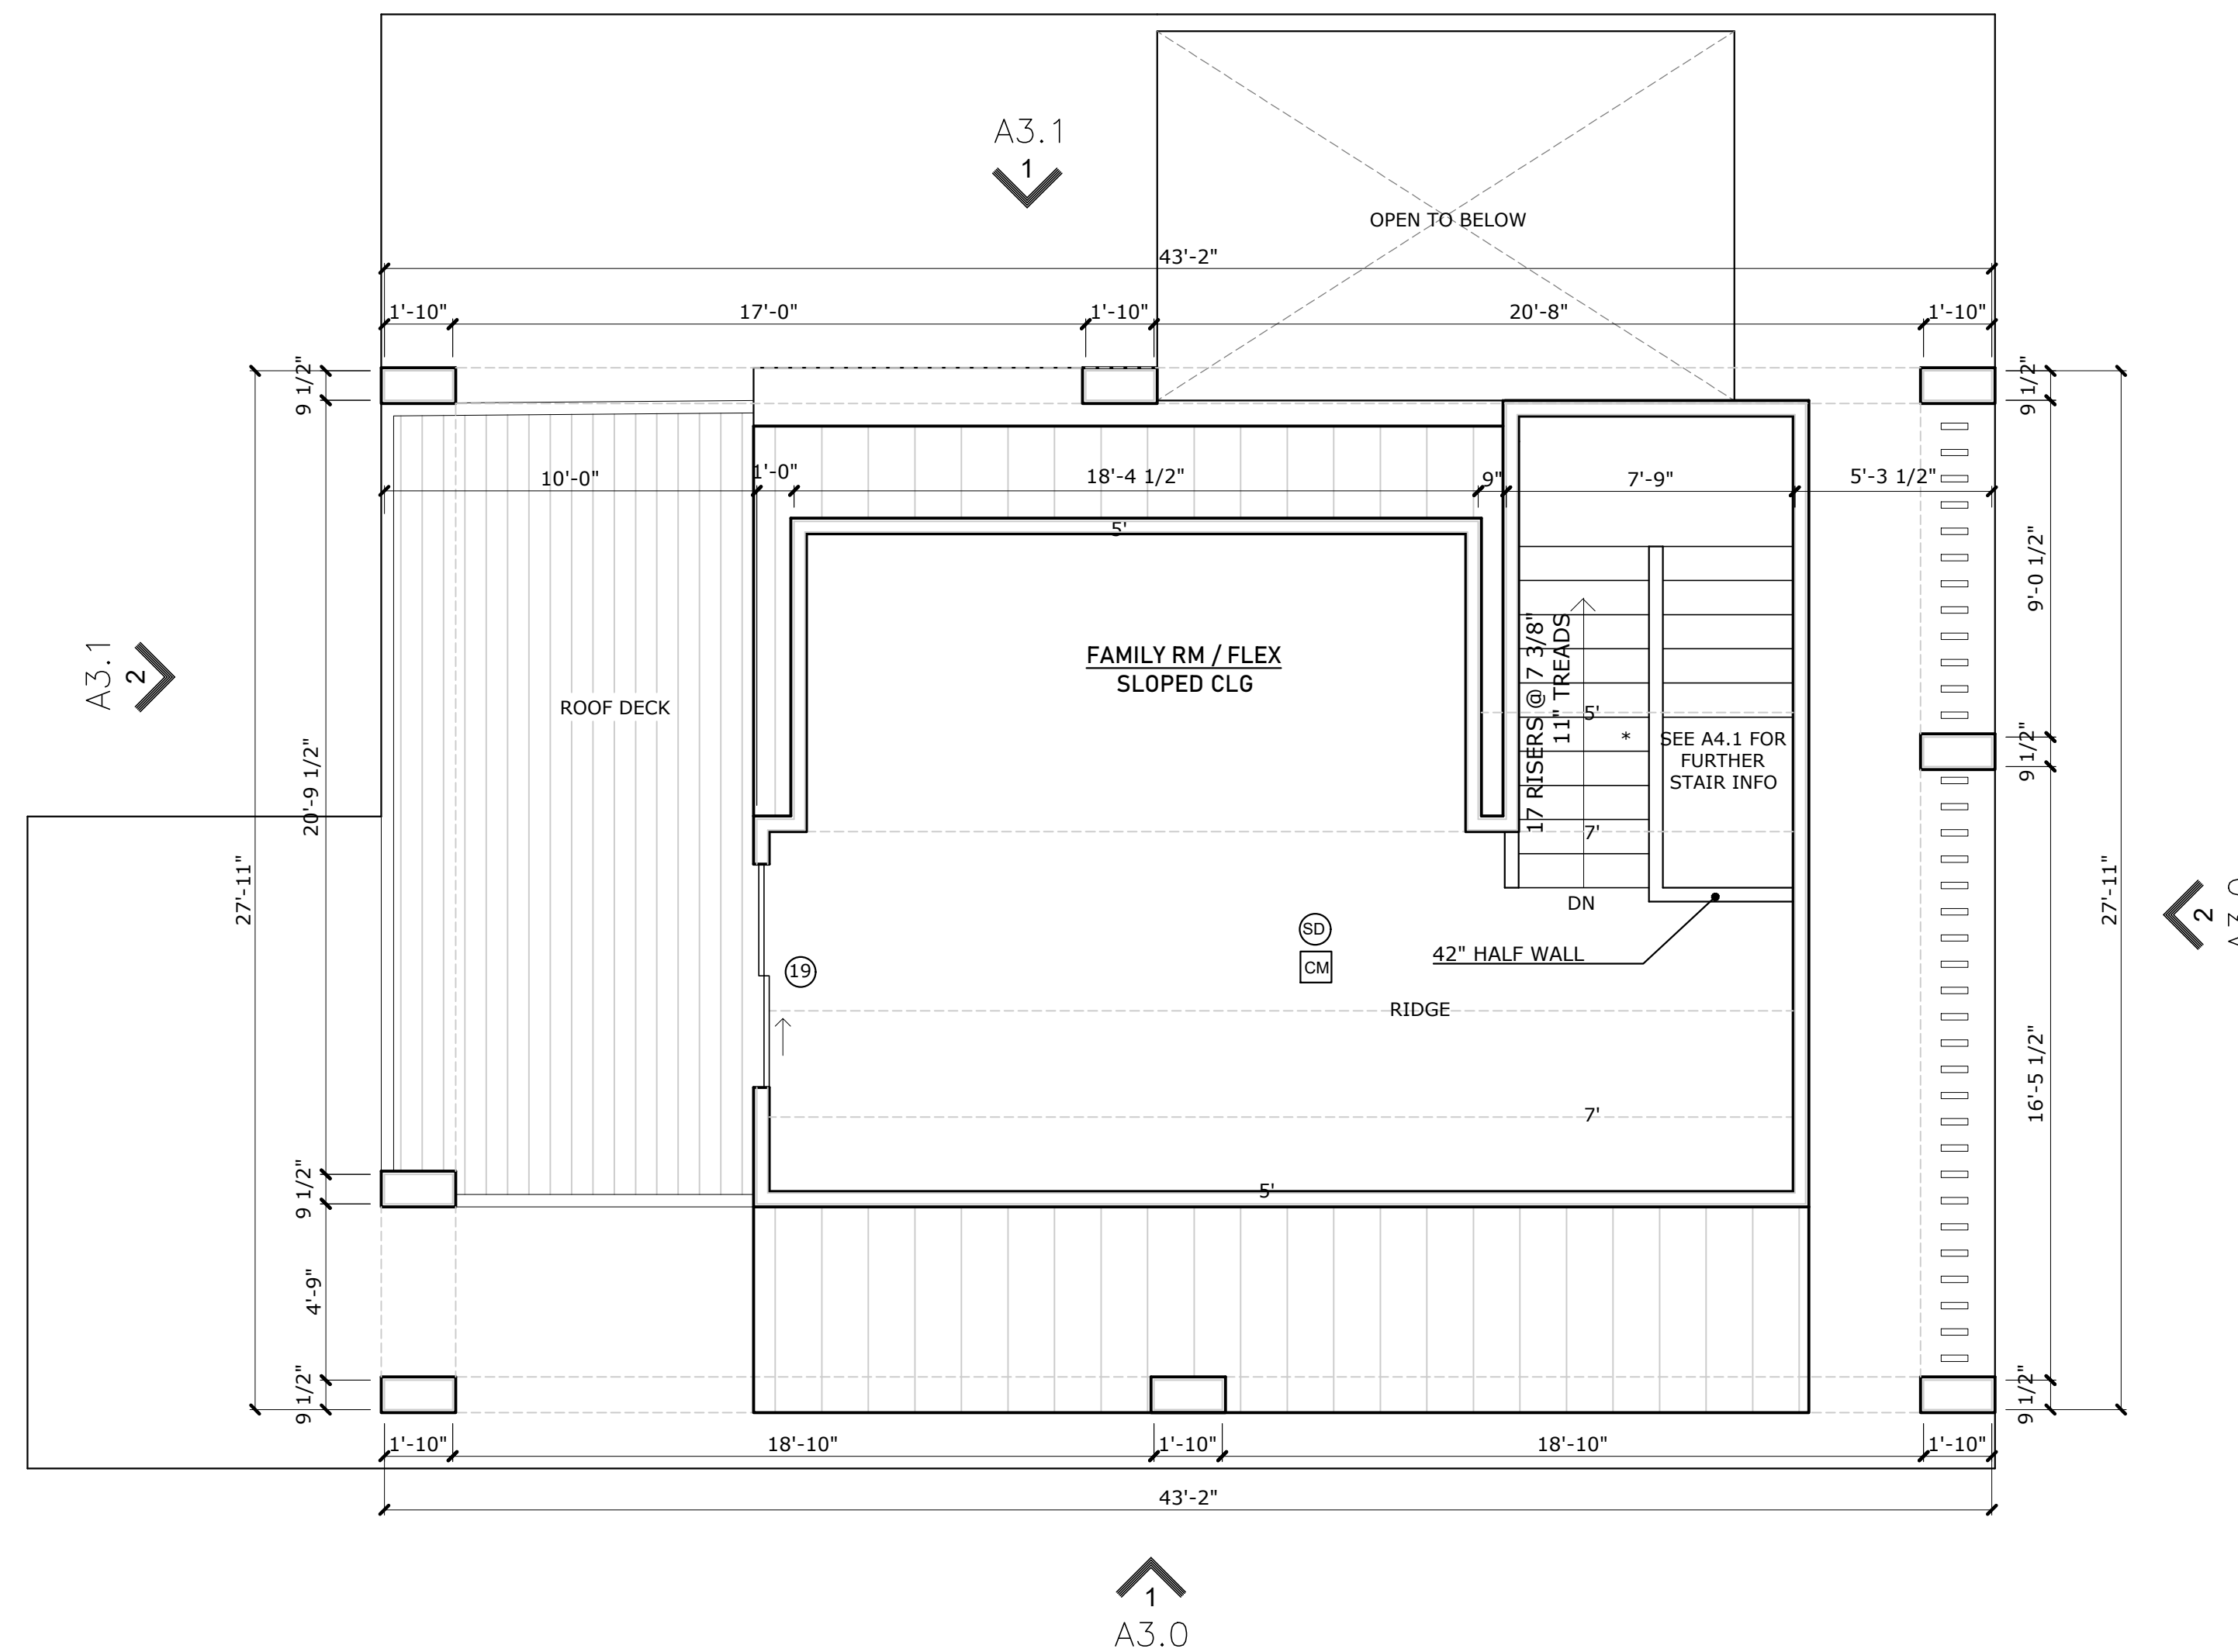 A3.1
1
OPEN TO BELOW
43'-2"
1'-10"
17'-0"
1'-10"
20'-8"
1'-10"
9 1/2"
9 1/2"
10'-0"
1'-0"
18'-4 1/2"
9"
7'-9"
5'-3 1/2"
5'
9'-0 1/2"
FAMILY RM / FLEX
SLOPED CLG
17 RISERS @ 7 3/8"
11" TREADS
A3.1
2
ROOF DECK
5'
*
SEE A4.1 FOR
FURTHER
STAIR INFO
9 1/2"
20'-9 1/2"
7'
27'-11"
27'-11"
DN
2
SD
CM
42" HALF WALL
19
RIDGE
16'-5 1/2"
7'
9 1/2"
5'
4'-9"
9 1/2"
9 1/2"
1'-10"
18'-10"
1'-10"
18'-10"
1'-10"
43'-2"
1
A3.0